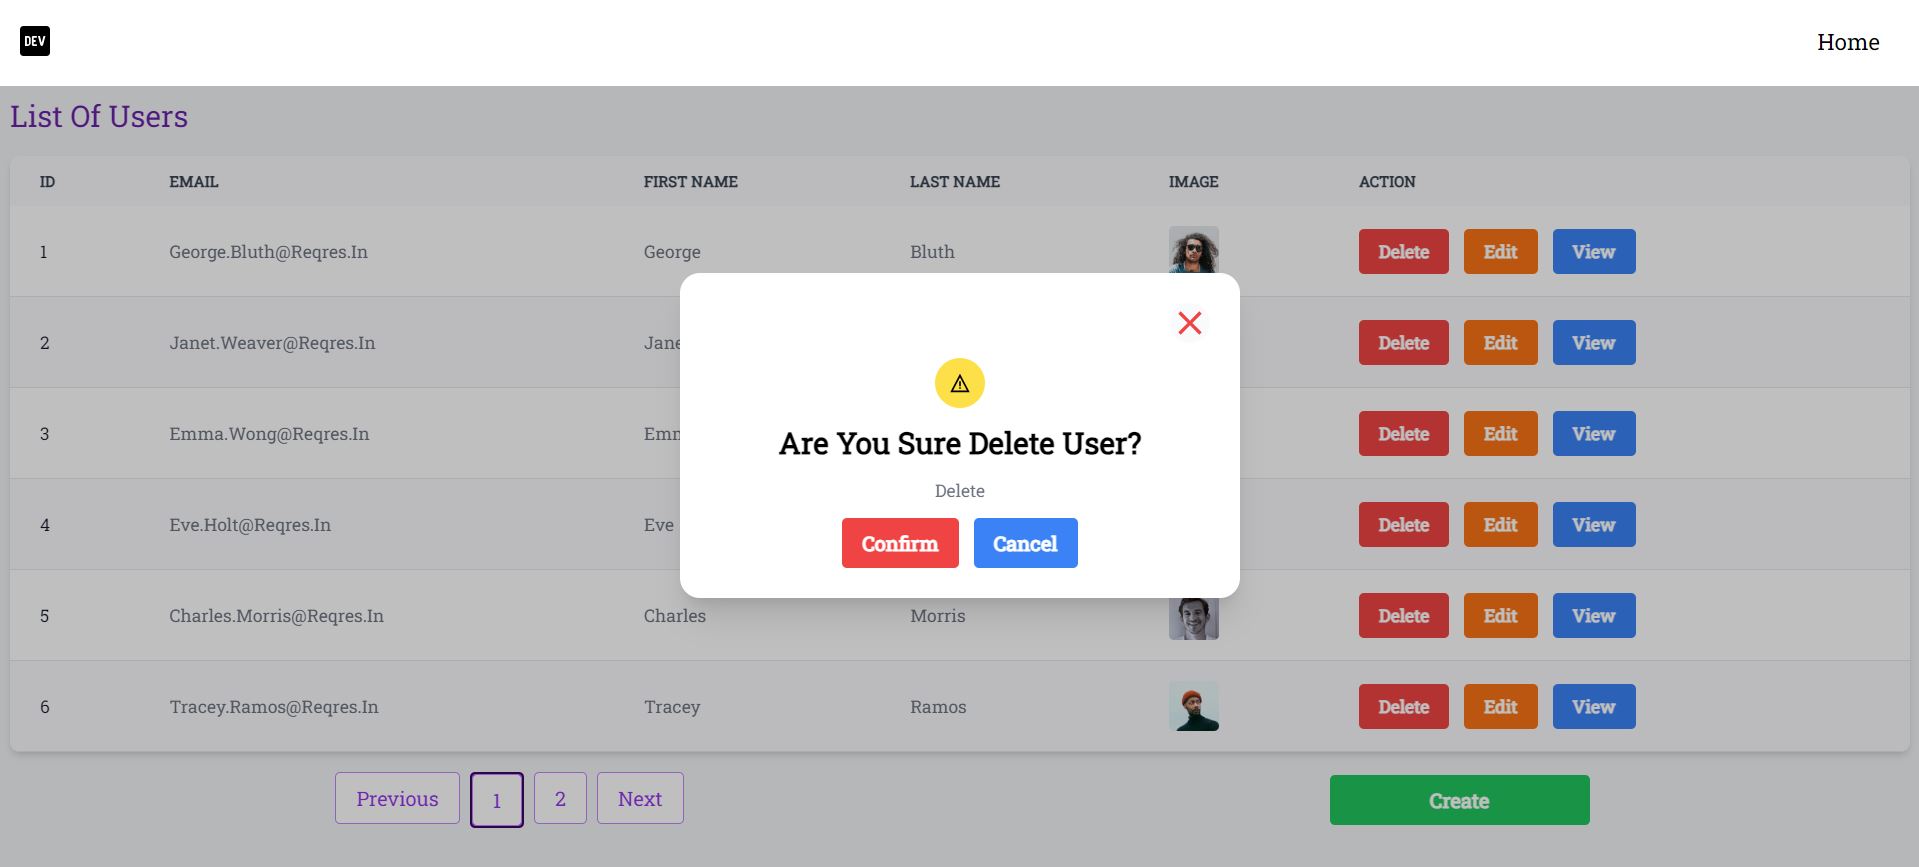 DEV
Home
List Of Users
ID EMAIL FIRST NAME LAST NAME IMAGE ACTION
1 George.Bluth@Reqres.In George Bluth Delete Edit View
2 Janet.Weaver@Reqres.In Jane Delete Edit View
3 Emma.Wong@Reqres.In Emm Delete Edit View
4 Eve.Holt@Reqres.In Eve Delete Edit View
5 Charles.Morris@Reqres.In Charles Morris Delete Edit View
6 Tracey.Ramos@Reqres.In Tracey Ramos Delete Edit View
Are You Sure Delete User?
Delete
Confirm Cancel
Previous 1 2 Next Create